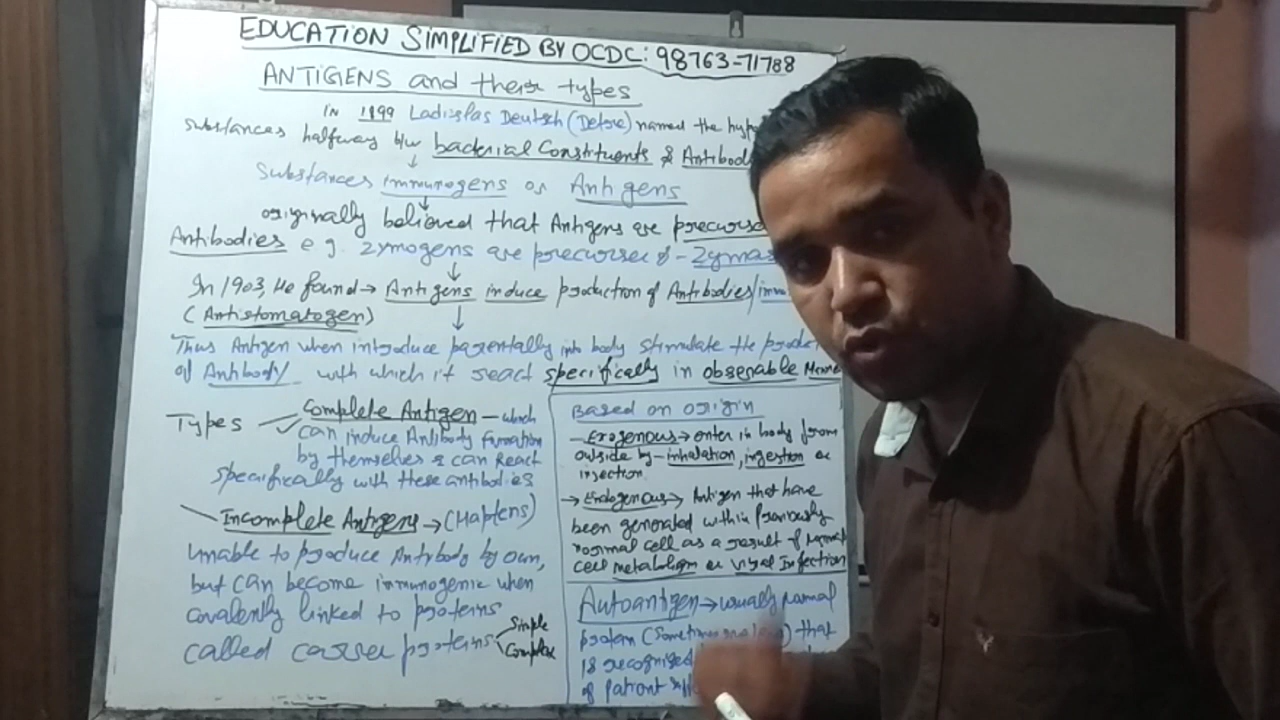 EDUCATION SIMPLIFIED BY OCDC: 98763-71788
ANTIGENS and their types
in 1899 Ladislas Deutsch (Detre) named the hyp
substances halfway b/w bacterial Constituents & Antibod
Substances immunogens or Antigens
originally believed that Antigens are precurso
Antibodies e.g. zymogens are precurser of - Zymas
In 1903, He found → Antigens induce production of Antibodies/imm
(Antisomatogen)
Thus Antigen when introduce parentally into body stimulate the produc
of Antibody with which it react specifically in obserable Manne
Types
Complete Antigen - which
can induce Antibody Formation
by themselves & can React
specifically with these antibodies
Incomplete Antigens → (Haptens)
Unable to produce Antibody by own,
but can become immunogenic when
covalently linked to proteins
called carrier proteins
Simple
Complex
Based on origin
- Exogenous → enter in body from
outside by - inhalation, ingestion or
injection
→ Endogenous → Antigen that have
been generated within Previously
normal cell as a result of Normal
cell metabolism or Viral Infection
Autoantigen → usually normal
protein (Sometimes that
is recognised
of patient